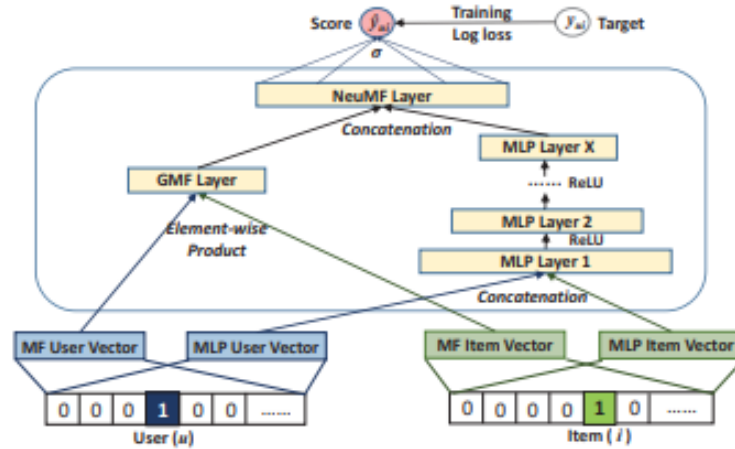 Score ŷui Training yui Target
Log loss
σ
NeuMF Layer
Concatenation
MLP Layer X
GMF Layer
...... ReLU
Element-wise
Product
MLP Layer 2
ReLU
MLP Layer 1
Concatenation
MF User Vector MLP User Vector MF Item Vector MLP Item Vector
0 0 0 1 0 0 ...... 0 0 0 0 1 0 ......
User (u) Item ( i )